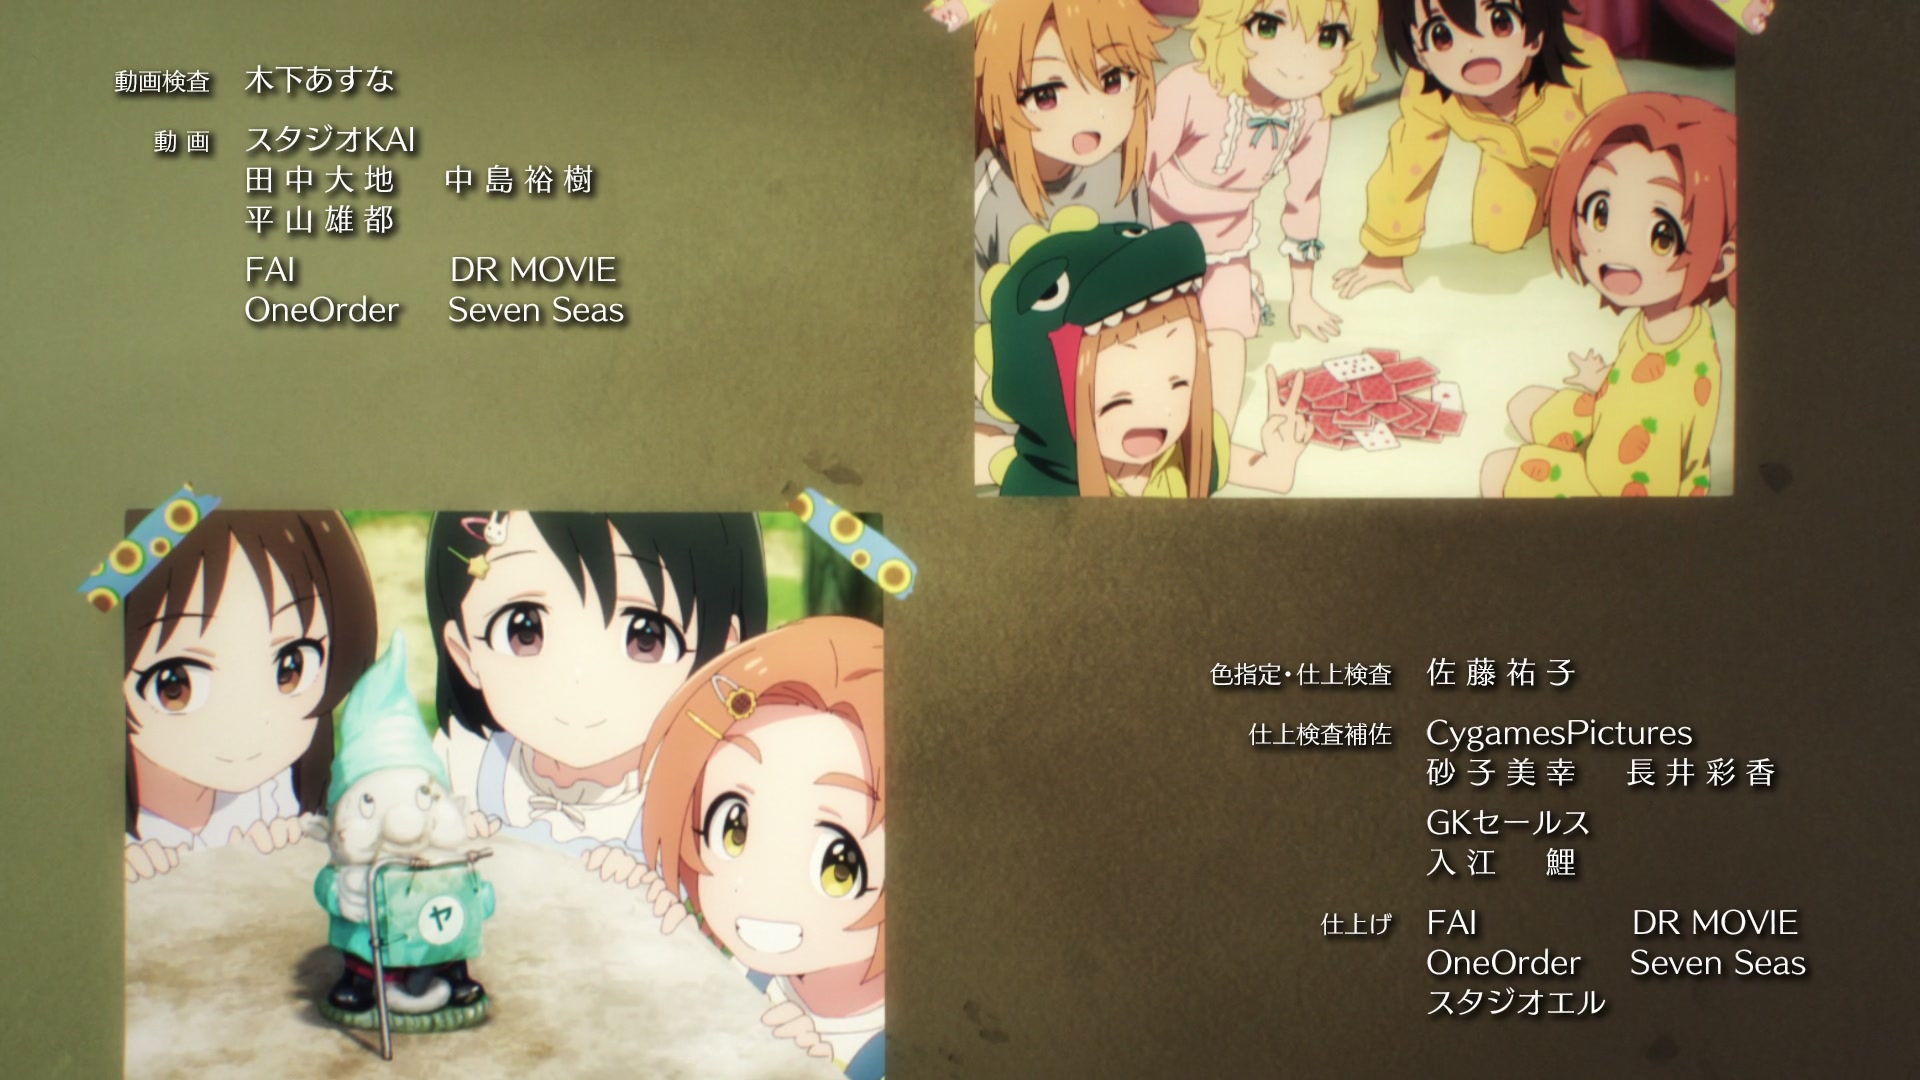 動画検査 木下あすな
動画 スタジオKAI
田中大地 中島裕樹
平山雄都
FAI DR MOVIE
OneOrder Seven Seas
ヤ
色指定・仕上検査 佐藤祐子
仕上検査補佐 CygamesPictures
砂子美幸 長井彩香
GKセールス
入江 鯉
仕上げ FAI DR MOVIE
OneOrder Seven Seas
スタジオエル